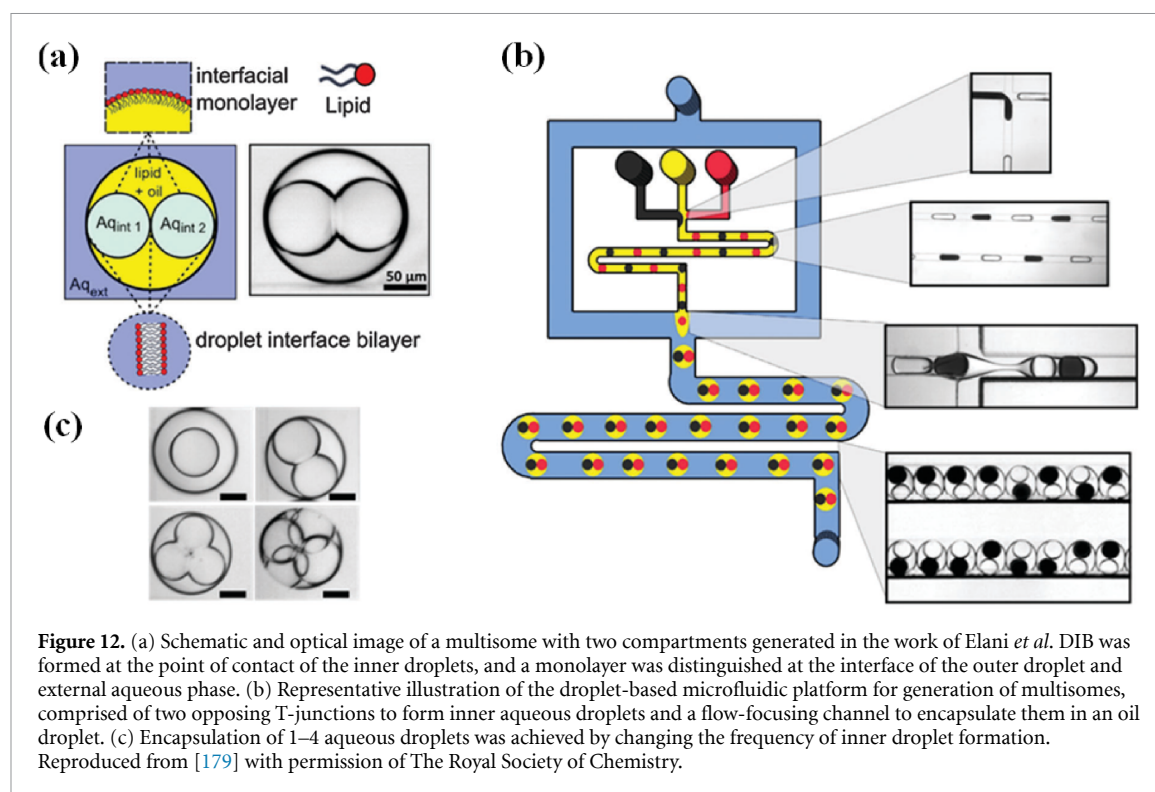 (a)
interfacial
monolayer
Lipid
lipid
+ oil
Aqint 1
Aqint 2
Aqext
50 µm
droplet interface bilayer
(b)
(c)
Figure 12. (a) Schematic and optical image of a multisome with two compartments generated in the work of Elani et al. DIB was
formed at the point of contact of the inner droplets, and a monolayer was distinguished at the interface of the outer droplet and
external aqueous phase. (b) Representative illustration of the droplet-based microfluidic platform for generation of multisomes,
comprised of two opposing T-junctions to form inner aqueous droplets and a flow-focusing channel to encapsulate them in an oil
droplet. (c) Encapsulation of 1–4 aqueous droplets was achieved by changing the frequency of inner droplet formation.
Reproduced from [179] with permission of The Royal Society of Chemistry.